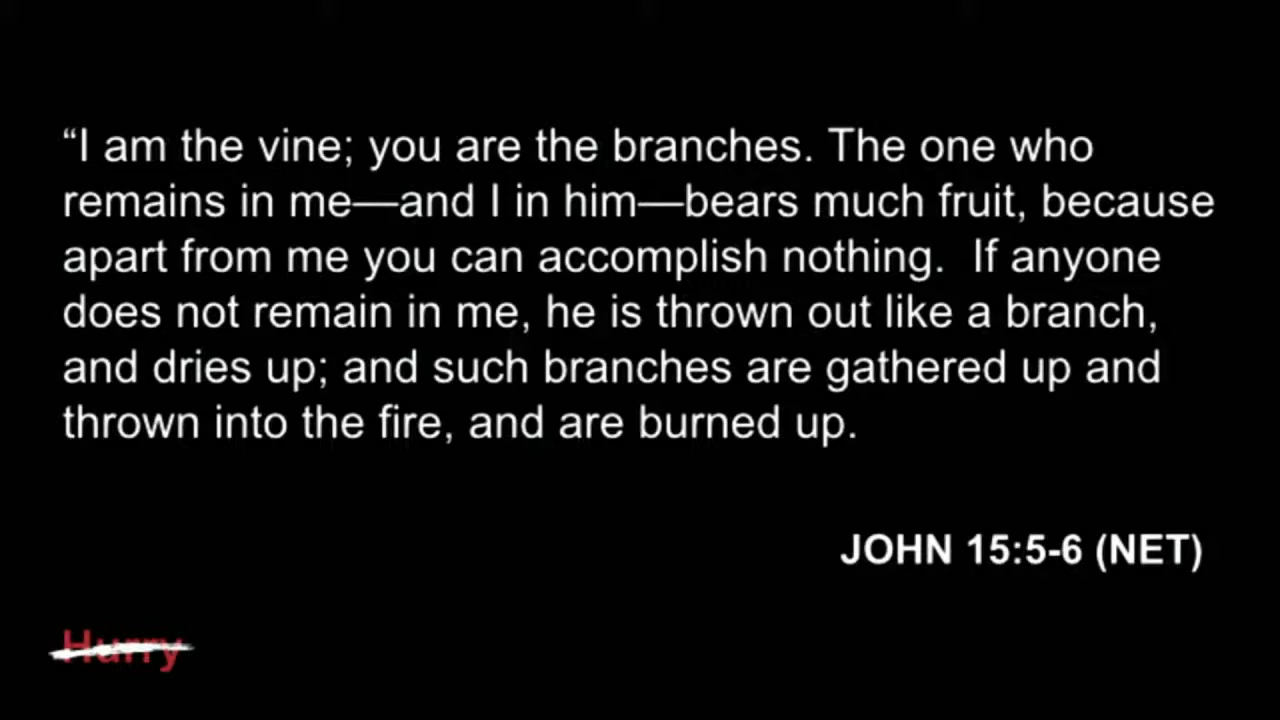 “I am the vine; you are the branches. The one who
remains in me—and I in him—bears much fruit, because
apart from me you can accomplish nothing.  If anyone
does not remain in me, he is thrown out like a branch,
and dries up; and such branches are gathered up and
thrown into the fire, and are burned up.
JOHN 15:5-6 (NET)
Hurry